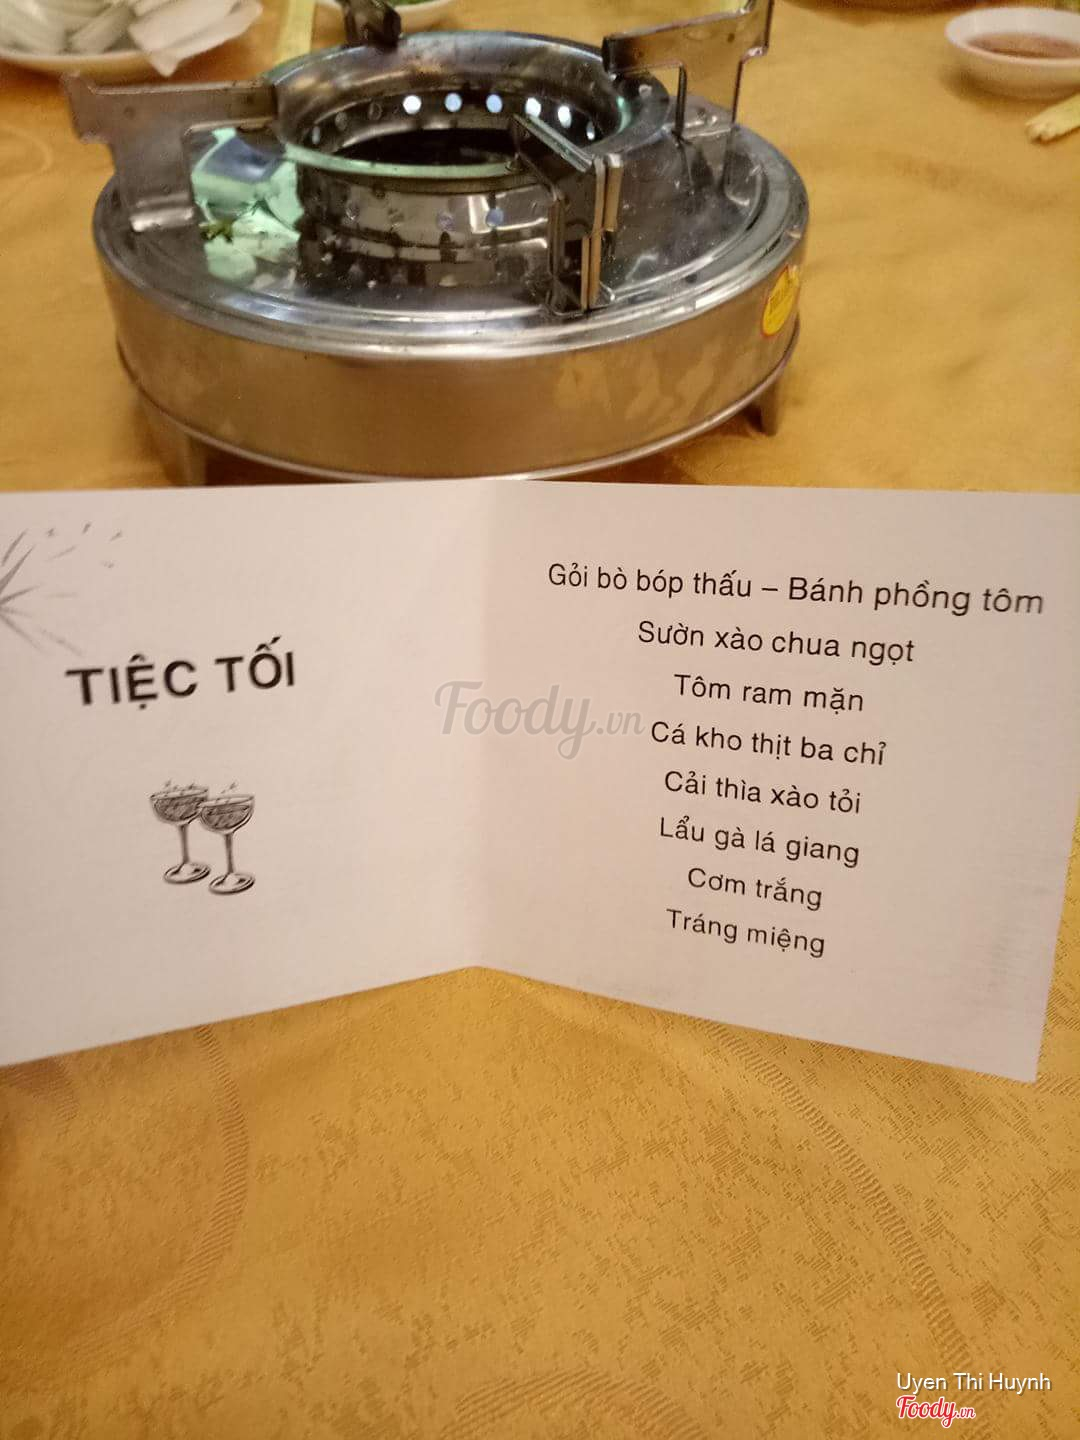 TIỆC TỐI
Gỏi bò bóp thấu – Bánh phồng tôm
Sườn xào chua ngọt
Tôm ram mặn
Cá kho thịt ba chỉ
Cải thìa xào tỏi
Lẩu gà lá giang
Cơm trắng
Tráng miệng
Foody.vn
Uyen Thi Huynh
Foody.vn